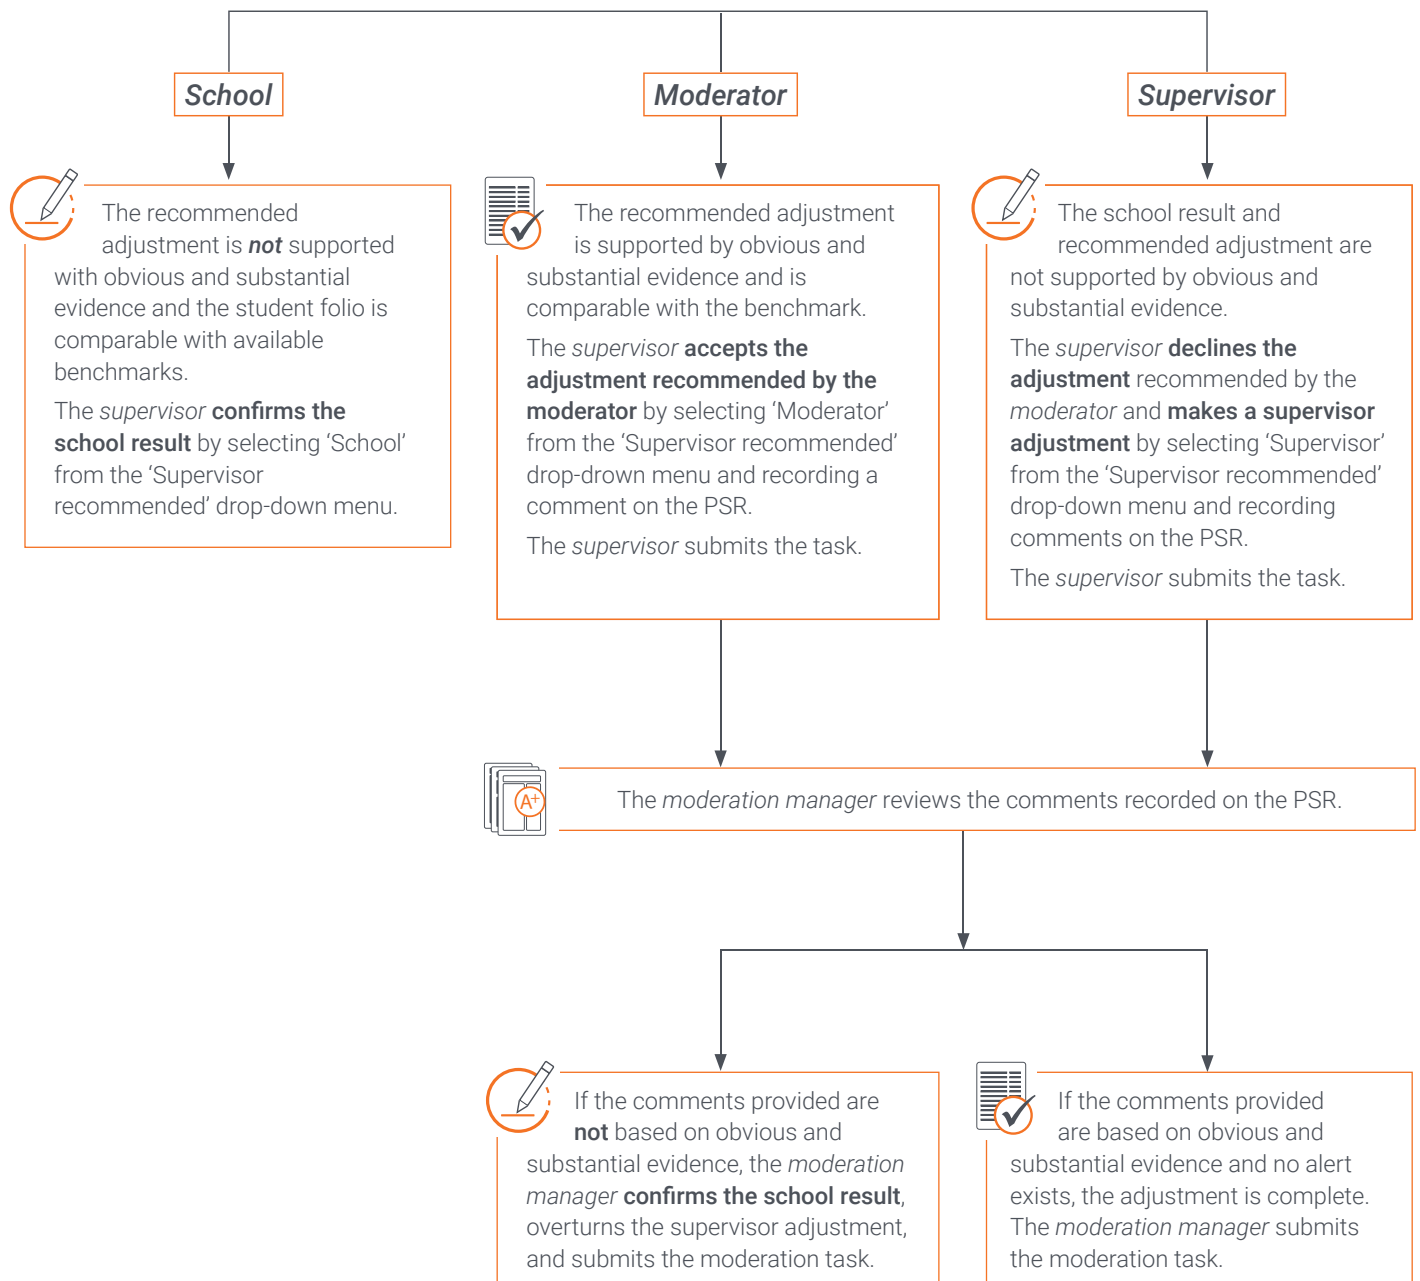 School
Moderator
Supervisor
The recommended
adjustment is not supported
with obvious and substantial
evidence and the student folio is
comparable with available
benchmarks.
The supervisor confirms the
school result by selecting ‘School’
from the ‘Supervisor
recommended’ drop-down menu.
The recommended adjustment
is supported by obvious and
substantial evidence and is
comparable with the benchmark.
The supervisor accepts the
adjustment recommended by the
moderator by selecting ‘Moderator’
from the ‘Supervisor recommended’
drop-drown menu and recording a
comment on the PSR.
The supervisor submits the task.
The school result and
recommended adjustment are
not supported by obvious and
substantial evidence.
The supervisor declines the
adjustment recommended by the
moderator and makes a supervisor
adjustment by selecting ‘Supervisor’
from the ‘Supervisor recommended’
drop-down menu and recording
comments on the PSR.
The supervisor submits the task.
A+
The moderation manager reviews the comments recorded on the PSR.
If the comments provided are
not based on obvious and
substantial evidence, the moderation
manager confirms the school result,
overturns the supervisor adjustment,
and submits the moderation task.
If the comments provided
are based on obvious and
substantial evidence and no alert
exists, the adjustment is complete.
The moderation manager submits
the moderation task.